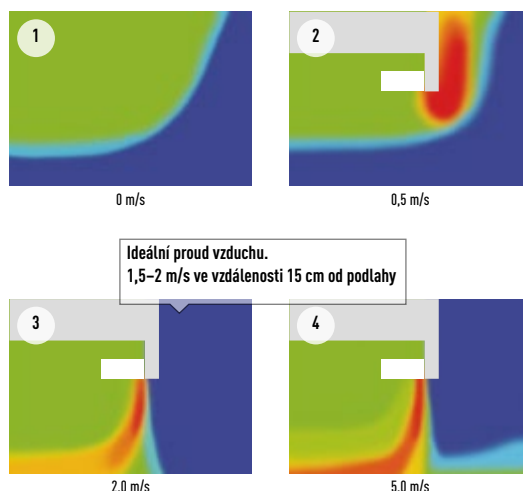 1
2
0 m/s
0,5 m/s
Ideální proud vzduchu.
1,5–2 m/s ve vzdálenosti 15 cm od podlahy
3
4
2,0 m/s
5,0 m/s